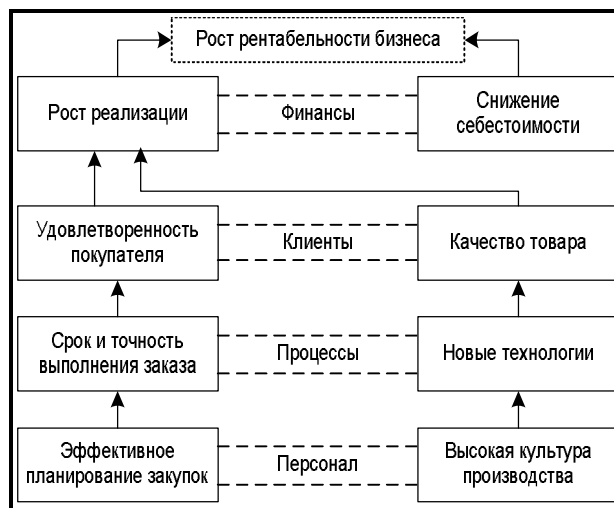 Рост рентабельности бизнеса
Рост реализации
Финансы
Снижение
себестоимости
Удовлетворенность
покупателя
Клиенты
Качество товара
Срок и точность
выполнения заказа
Процессы
Новые технологии
Эффективное
планирование закупок
Персонал
Высокая культура
производства